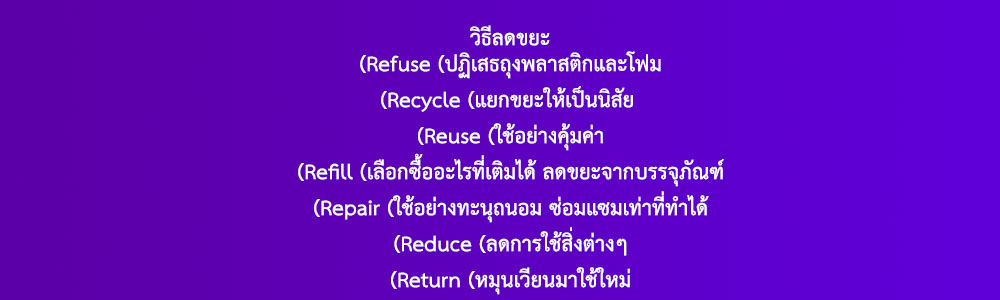 วิธีลดขยะ
(Refuse (ปฏิเสธถุงพลาสติกและโฟม
(Recycle (แยกขยะให้เป็นนิสัย
(Reuse (ใช้อย่างคุ้มค่า
(Refill (เลือกซื้ออะไรที่เติมได้ ลดขยะจากบรรจุภัณฑ์
(Repair (ใช้อย่างทะนุถนอม ซ่อมแซมเท่าที่ทำได้
(Reduce (ลดการใช้สิ่งต่างๆ
(Return (หมุนเวียนมาใช้ใหม่